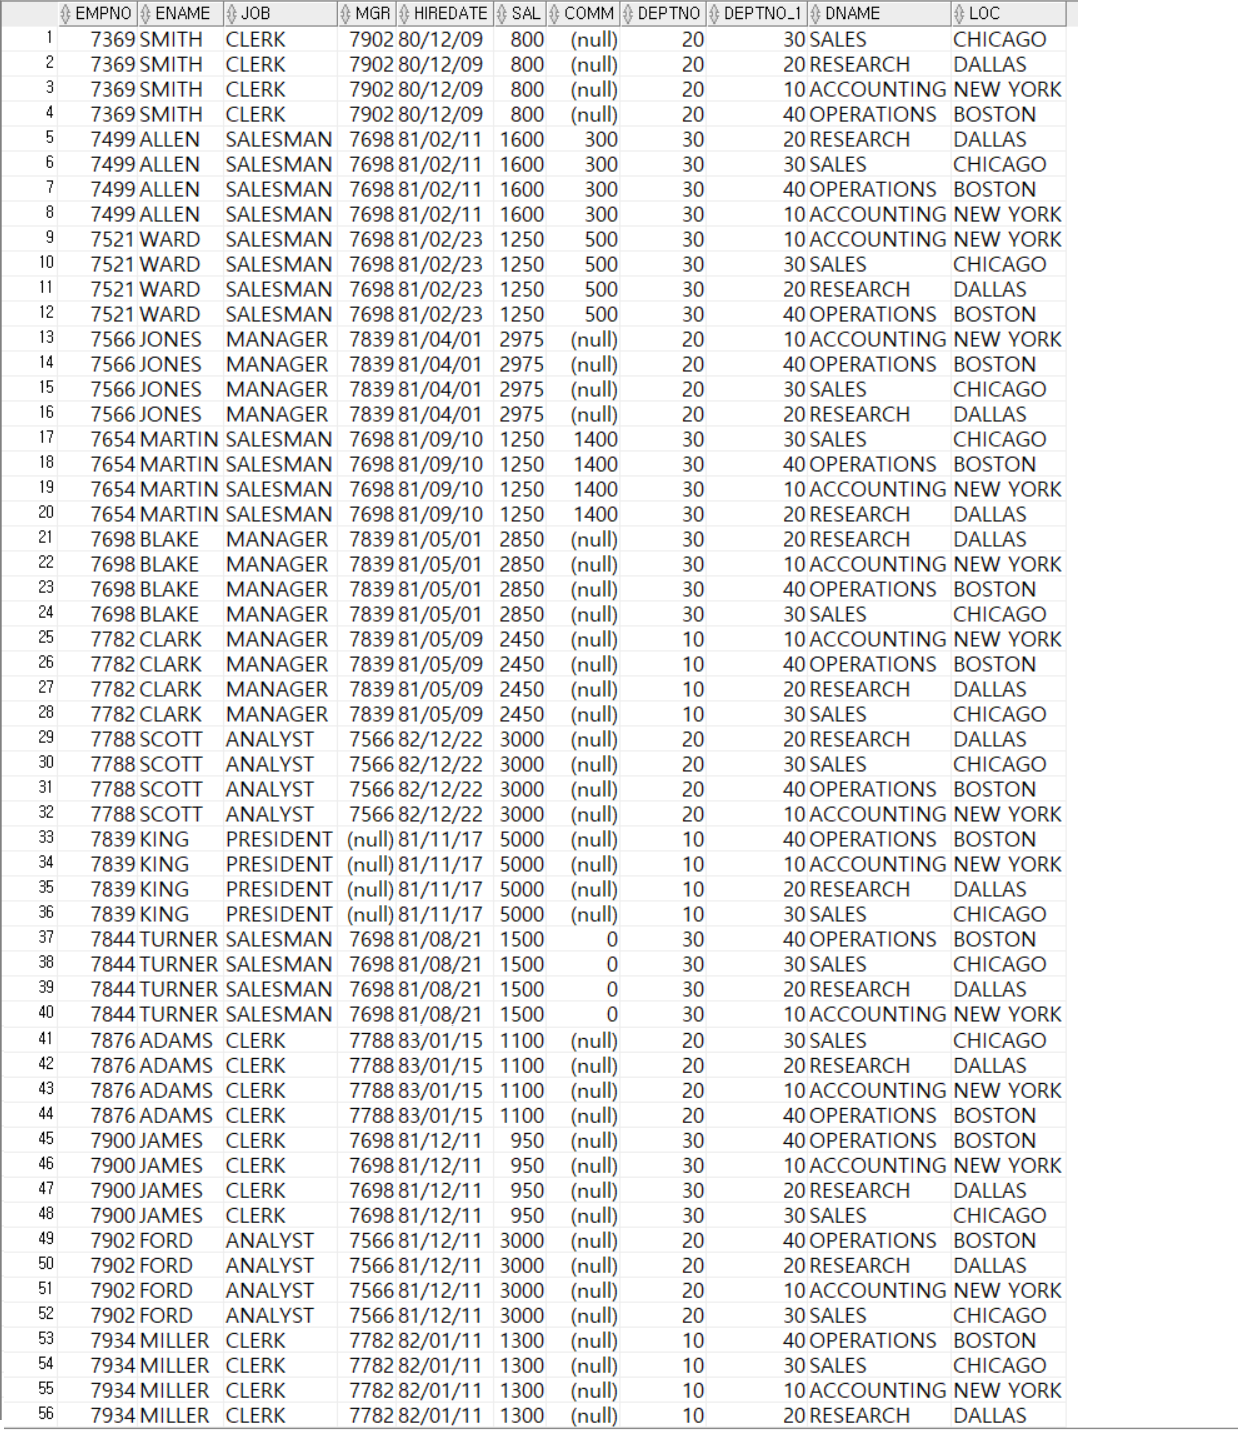 EMPNO ENAME JOB MGR HIREDATE SAL COMM DEPTNO DEPTNO_1 DNAME LOC
1 7369 SMITH CLERK 7902 80/12/09 800 (null) 20 30 SALES CHICAGO
2 7369 SMITH CLERK 7902 80/12/09 800 (null) 20 20 RESEARCH DALLAS
3 7369 SMITH CLERK 7902 80/12/09 800 (null) 20 10 ACCOUNTING NEW YORK
4 7369 SMITH CLERK 7902 80/12/09 800 (null) 20 40 OPERATIONS BOSTON
5 7499 ALLEN SALESMAN 7698 81/02/11 1600 300 30 20 RESEARCH DALLAS
6 7499 ALLEN SALESMAN 7698 81/02/11 1600 300 30 30 SALES CHICAGO
7 7499 ALLEN SALESMAN 7698 81/02/11 1600 300 30 40 OPERATIONS BOSTON
8 7499 ALLEN SALESMAN 7698 81/02/11 1600 300 30 10 ACCOUNTING NEW YORK
9 7521 WARD SALESMAN 7698 81/02/23 1250 500 30 10 ACCOUNTING NEW YORK
10 7521 WARD SALESMAN 7698 81/02/23 1250 500 30 30 SALES CHICAGO
11 7521 WARD SALESMAN 7698 81/02/23 1250 500 30 20 RESEARCH DALLAS
12 7521 WARD SALESMAN 7698 81/02/23 1250 500 30 40 OPERATIONS BOSTON
13 7566 JONES MANAGER 7839 81/04/01 2975 (null) 20 10 ACCOUNTING NEW YORK
14 7566 JONES MANAGER 7839 81/04/01 2975 (null) 20 40 OPERATIONS BOSTON
15 7566 JONES MANAGER 7839 81/04/01 2975 (null) 20 30 SALES CHICAGO
16 7566 JONES MANAGER 7839 81/04/01 2975 (null) 20 20 RESEARCH DALLAS
17 7654 MARTIN SALESMAN 7698 81/09/10 1250 1400 30 30 SALES CHICAGO
18 7654 MARTIN SALESMAN 7698 81/09/10 1250 1400 30 40 OPERATIONS BOSTON
19 7654 MARTIN SALESMAN 7698 81/09/10 1250 1400 30 10 ACCOUNTING NEW YORK
20 7654 MARTIN SALESMAN 7698 81/09/10 1250 1400 30 20 RESEARCH DALLAS
21 7698 BLAKE MANAGER 7839 81/05/01 2850 (null) 30 20 RESEARCH DALLAS
22 7698 BLAKE MANAGER 7839 81/05/01 2850 (null) 30 10 ACCOUNTING NEW YORK
23 7698 BLAKE MANAGER 7839 81/05/01 2850 (null) 30 40 OPERATIONS BOSTON
24 7698 BLAKE MANAGER 7839 81/05/01 2850 (null) 30 30 SALES CHICAGO
25 7782 CLARK MANAGER 7839 81/05/09 2450 (null) 10 10 ACCOUNTING NEW YORK
26 7782 CLARK MANAGER 7839 81/05/09 2450 (null) 10 40 OPERATIONS BOSTON
27 7782 CLARK MANAGER 7839 81/05/09 2450 (null) 10 20 RESEARCH DALLAS
28 7782 CLARK MANAGER 7839 81/05/09 2450 (null) 10 30 SALES CHICAGO
29 7788 SCOTT ANALYST 7566 82/12/22 3000 (null) 20 20 RESEARCH DALLAS
30 7788 SCOTT ANALYST 7566 82/12/22 3000 (null) 20 30 SALES CHICAGO
31 7788 SCOTT ANALYST 7566 82/12/22 3000 (null) 20 40 OPERATIONS BOSTON
32 7788 SCOTT ANALYST 7566 82/12/22 3000 (null) 20 10 ACCOUNTING NEW YORK
33 7839 KING PRESIDENT (null) 81/11/17 5000 (null) 10 40 OPERATIONS BOSTON
34 7839 KING PRESIDENT (null) 81/11/17 5000 (null) 10 10 ACCOUNTING NEW YORK
35 7839 KING PRESIDENT (null) 81/11/17 5000 (null) 10 20 RESEARCH DALLAS
36 7839 KING PRESIDENT (null) 81/11/17 5000 (null) 10 30 SALES CHICAGO
37 7844 TURNER SALESMAN 7698 81/08/21 1500 0 30 40 OPERATIONS BOSTON
38 7844 TURNER SALESMAN 7698 81/08/21 1500 0 30 30 SALES CHICAGO
39 7844 TURNER SALESMAN 7698 81/08/21 1500 0 30 20 RESEARCH DALLAS
40 7844 TURNER SALESMAN 7698 81/08/21 1500 0 30 10 ACCOUNTING NEW YORK
41 7876 ADAMS CLERK 7788 83/01/15 1100 (null) 20 30 SALES CHICAGO
42 7876 ADAMS CLERK 7788 83/01/15 1100 (null) 20 20 RESEARCH DALLAS
43 7876 ADAMS CLERK 7788 83/01/15 1100 (null) 20 10 ACCOUNTING NEW YORK
44 7876 ADAMS CLERK 7788 83/01/15 1100 (null) 20 40 OPERATIONS BOSTON
45 7900 JAMES CLERK 7698 81/12/11 950 (null) 30 40 OPERATIONS BOSTON
46 7900 JAMES CLERK 7698 81/12/11 950 (null) 30 10 ACCOUNTING NEW YORK
47 7900 JAMES CLERK 7698 81/12/11 950 (null) 30 20 RESEARCH DALLAS
48 7900 JAMES CLERK 7698 81/12/11 950 (null) 30 30 SALES CHICAGO
49 7902 FORD ANALYST 7566 81/12/11 3000 (null) 20 40 OPERATIONS BOSTON
50 7902 FORD ANALYST 7566 81/12/11 3000 (null) 20 20 RESEARCH DALLAS
51 7902 FORD ANALYST 7566 81/12/11 3000 (null) 20 10 ACCOUNTING NEW YORK
52 7902 FORD ANALYST 7566 81/12/11 3000 (null) 20 30 SALES CHICAGO
53 7934 MILLER CLERK 7782 82/01/11 1300 (null) 10 40 OPERATIONS BOSTON
54 7934 MILLER CLERK 7782 82/01/11 1300 (null) 10 30 SALES CHICAGO
55 7934 MILLER CLERK 7782 82/01/11 1300 (null) 10 10 ACCOUNTING NEW YORK
56 7934 MILLER CLERK 7782 82/01/11 1300 (null) 10 20 RESEARCH DALLAS